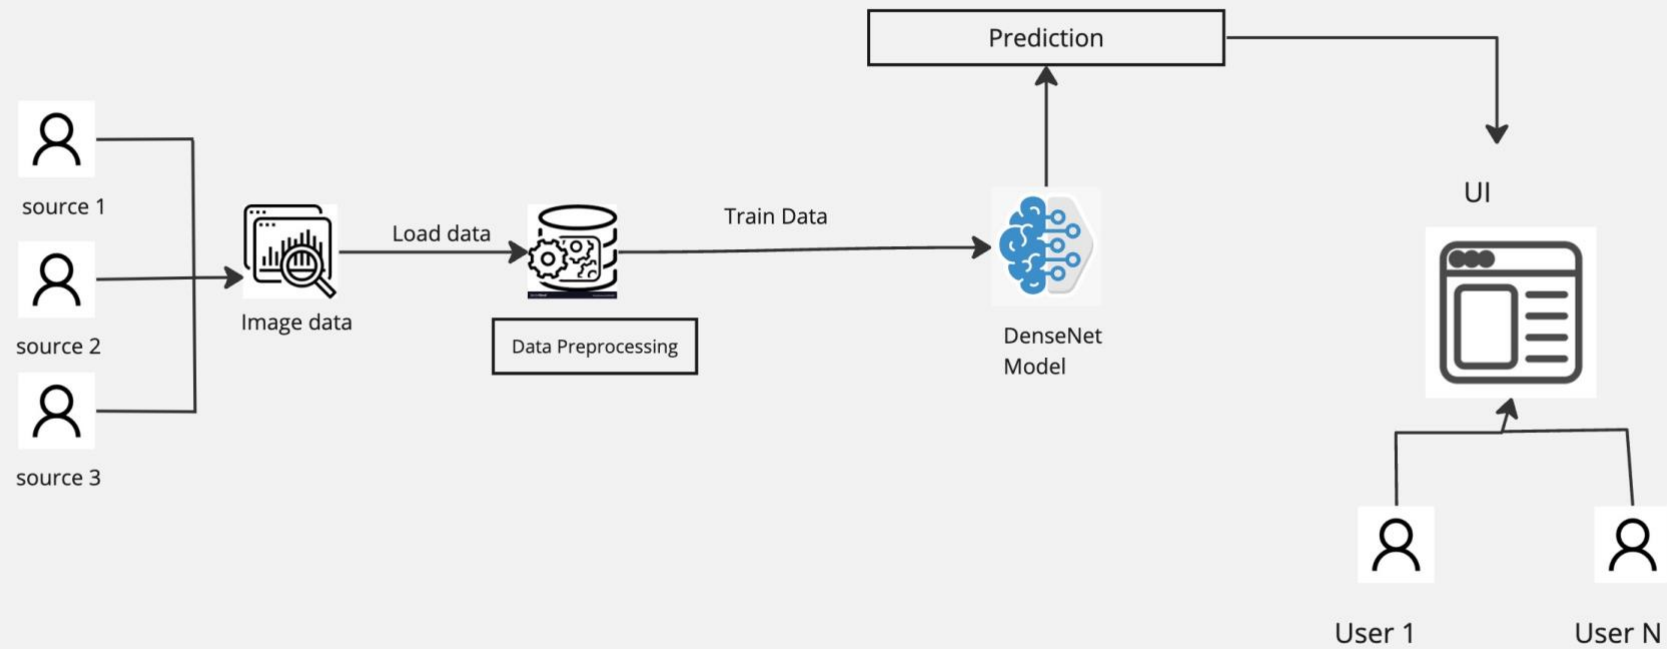 Prediction
source 1
UI
Load data
Train Data
Image data
source 2
Data Preprocessing
DenseNet
Model
source 3
User 1
User N